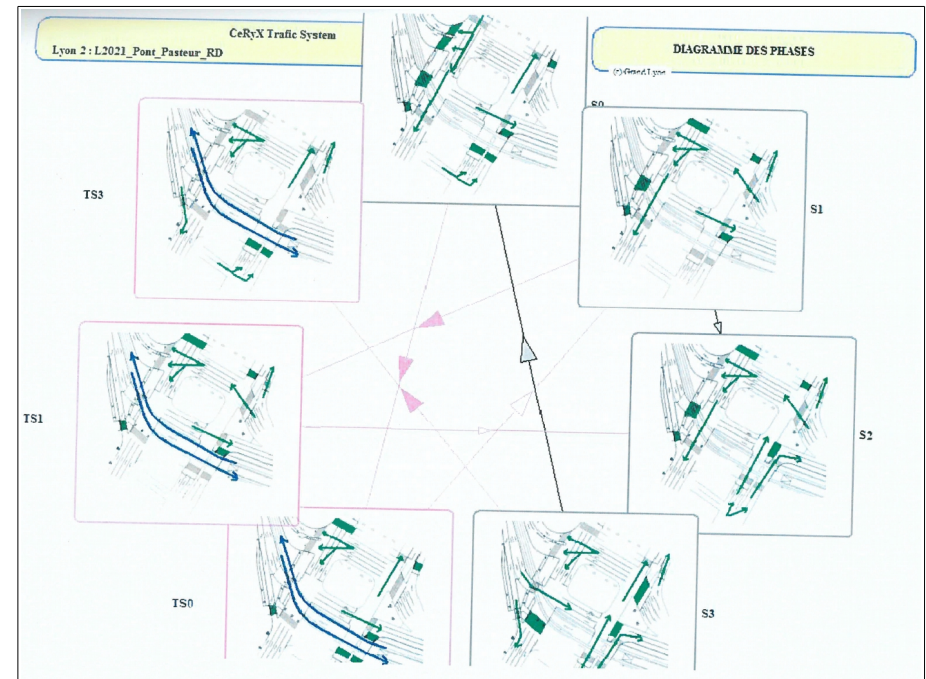 CeRyX Trafic System
Lyon 2 : L2021_Pont_Pasteur_RD
DIAGRAMME DES PHASES
(c) Grand Lyon
S0
TS3
S1
TS1
S2
TS0
S3